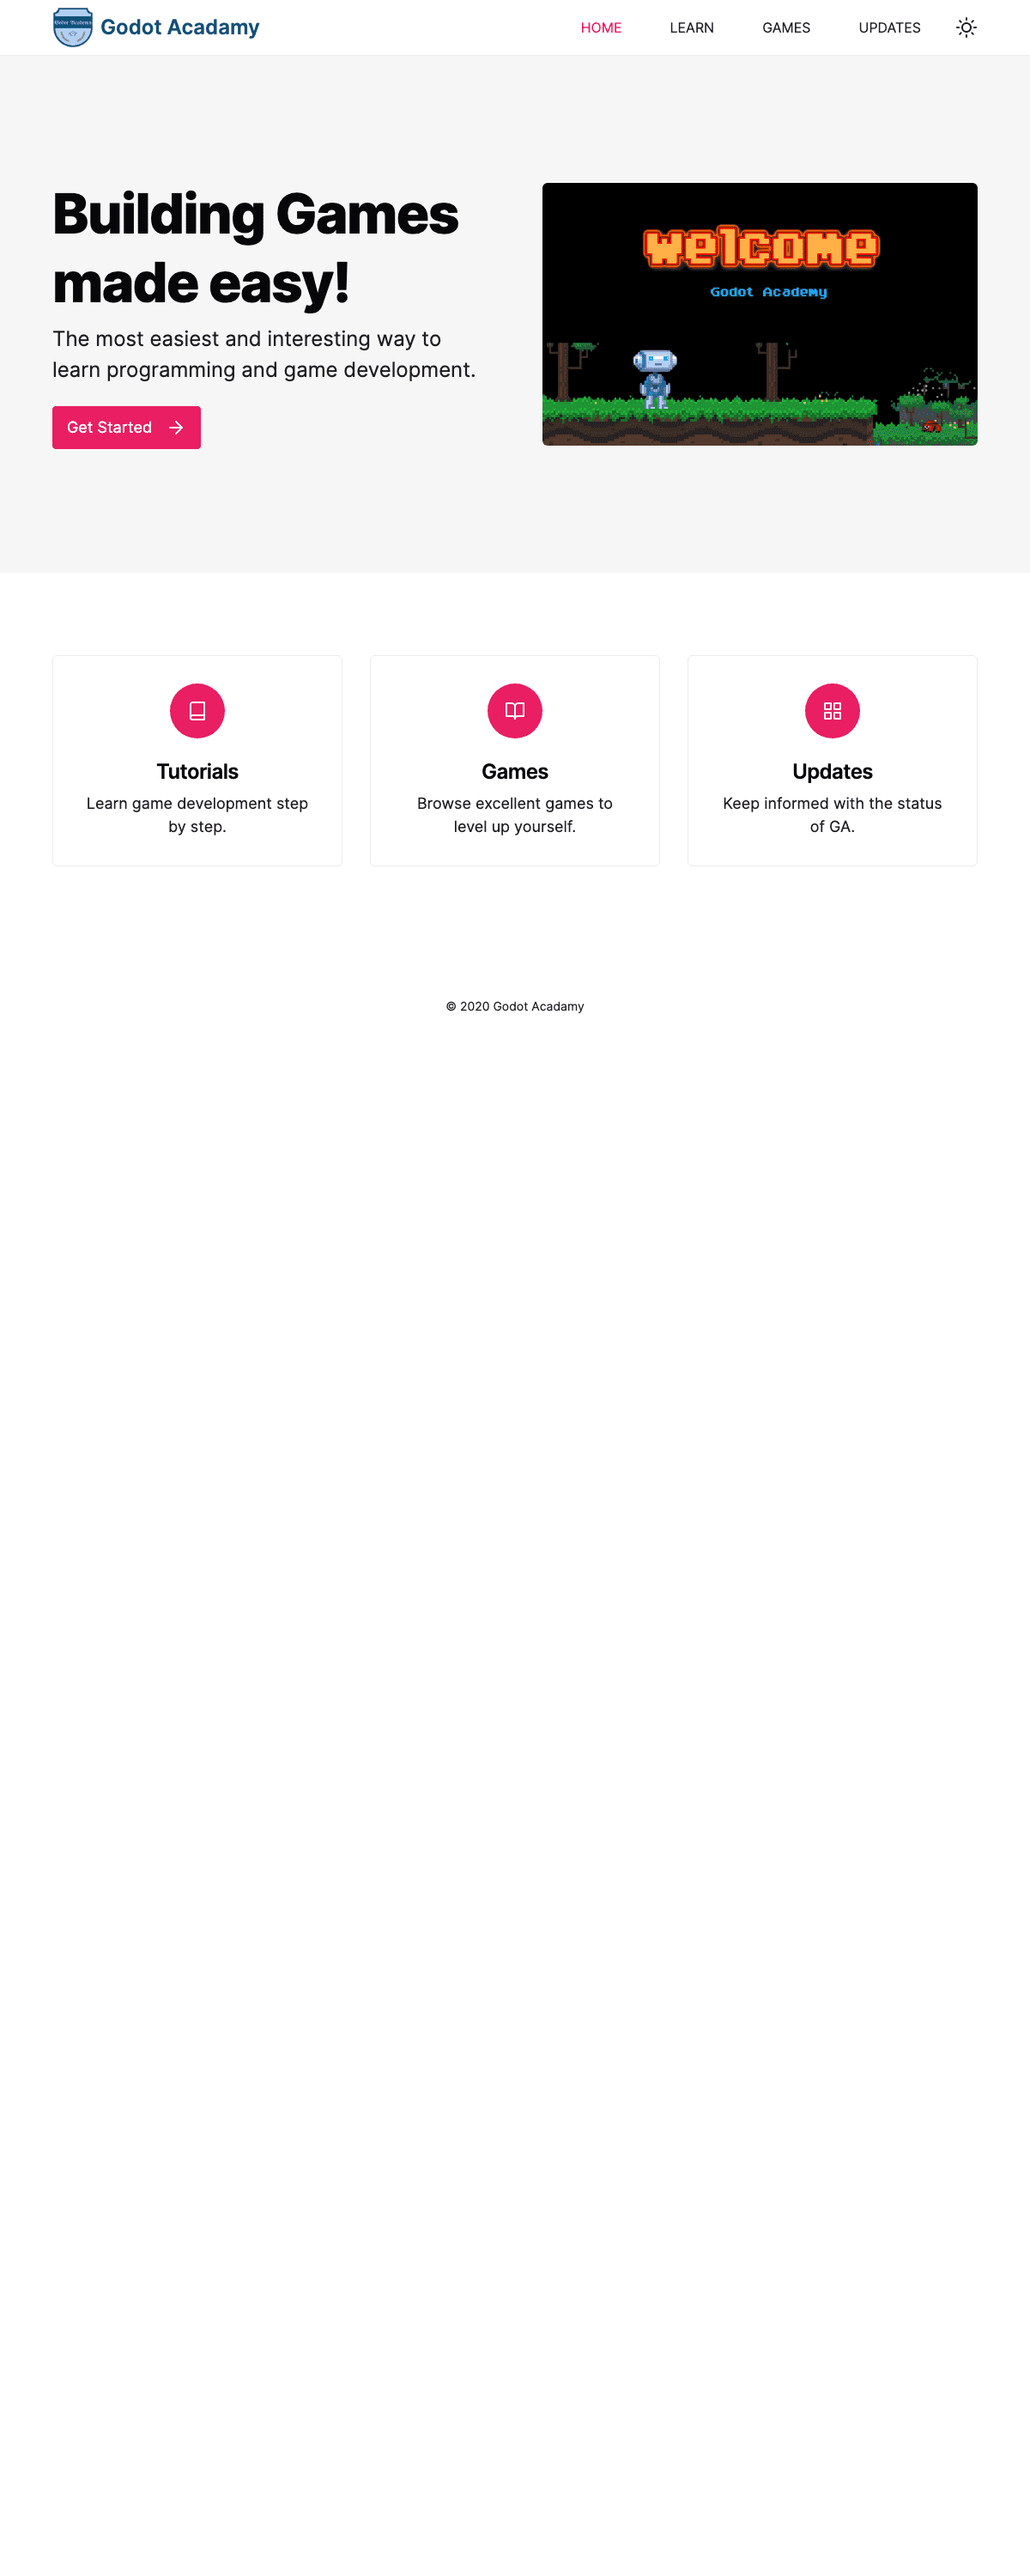 Godot Acadamy
HOME
LEARN
GAMES
UPDATES
Building Games
made easy!
The most easiest and interesting way to
learn programming and game development.
Get Started
welcome
Godot Academy
Tutorials
Learn game development step
by step.
Games
Browse excellent games to
level up yourself.
Updates
Keep informed with the status
of GA.
© 2020 Godot Acadamy